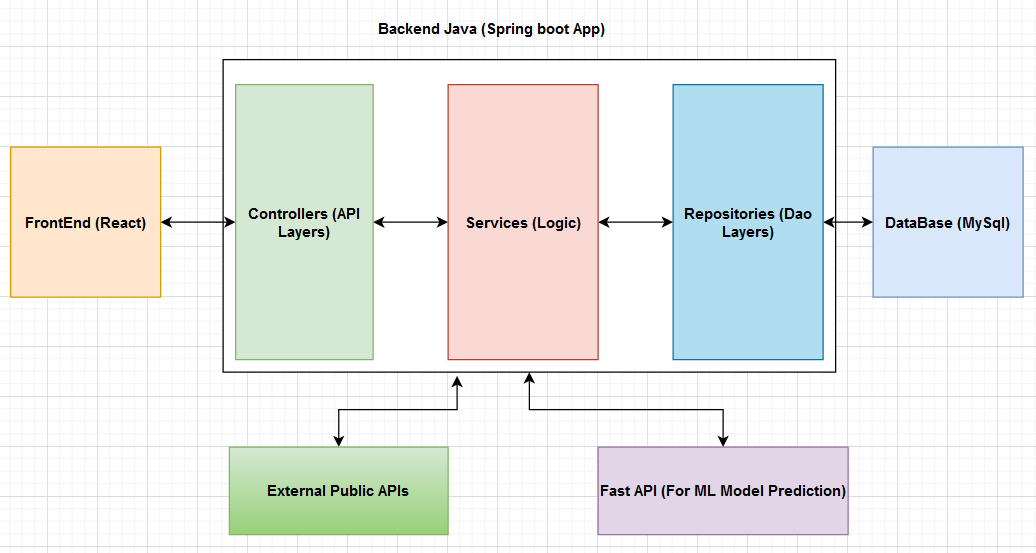 Backend Java (Spring boot App)
FrontEnd (React)
Controllers (API
Layers)
Services (Logic)
Repositories (Dao
Layers)
DataBase (MySql)
External Public APIs
Fast API (For ML Model Prediction)